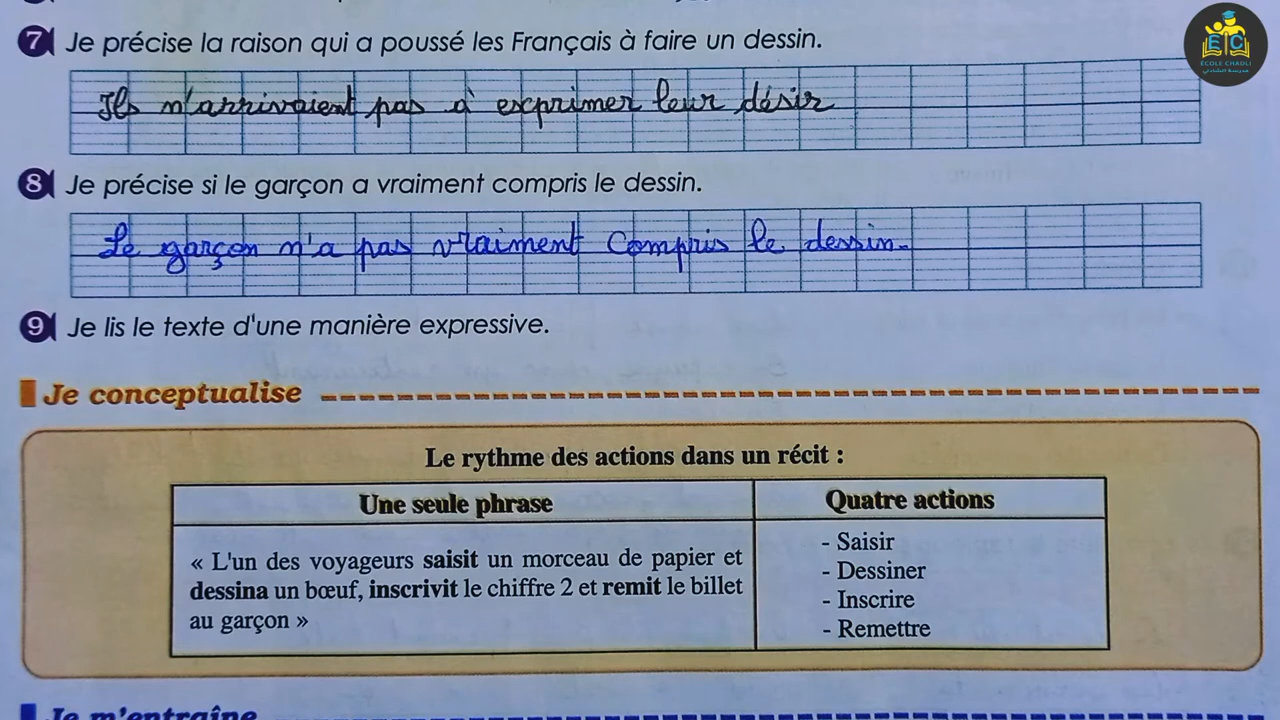 7 Je précise la raison qui a poussé les Français à faire un dessin.
Ils n'arrivaient pas à exprimer leur désir
8 Je précise si le garçon a vraiment compris le dessin.
Le garçon n'a pas vraiment compris le dessin.
9 Je lis le texte d'une manière expressive.
Je conceptualise
Le rythme des actions dans un récit :
Une seule phrase
Quatre actions
« L'un des voyageurs saisit un morceau de papier et
dessina un bœuf, inscrivit le chiffre 2 et remit le billet
au garçon »
- Saisir
- Dessiner
- Inscrire
- Remettre
Je m'entraîne
E C
ECOLE CHADLI
مدرسة الشاذلي